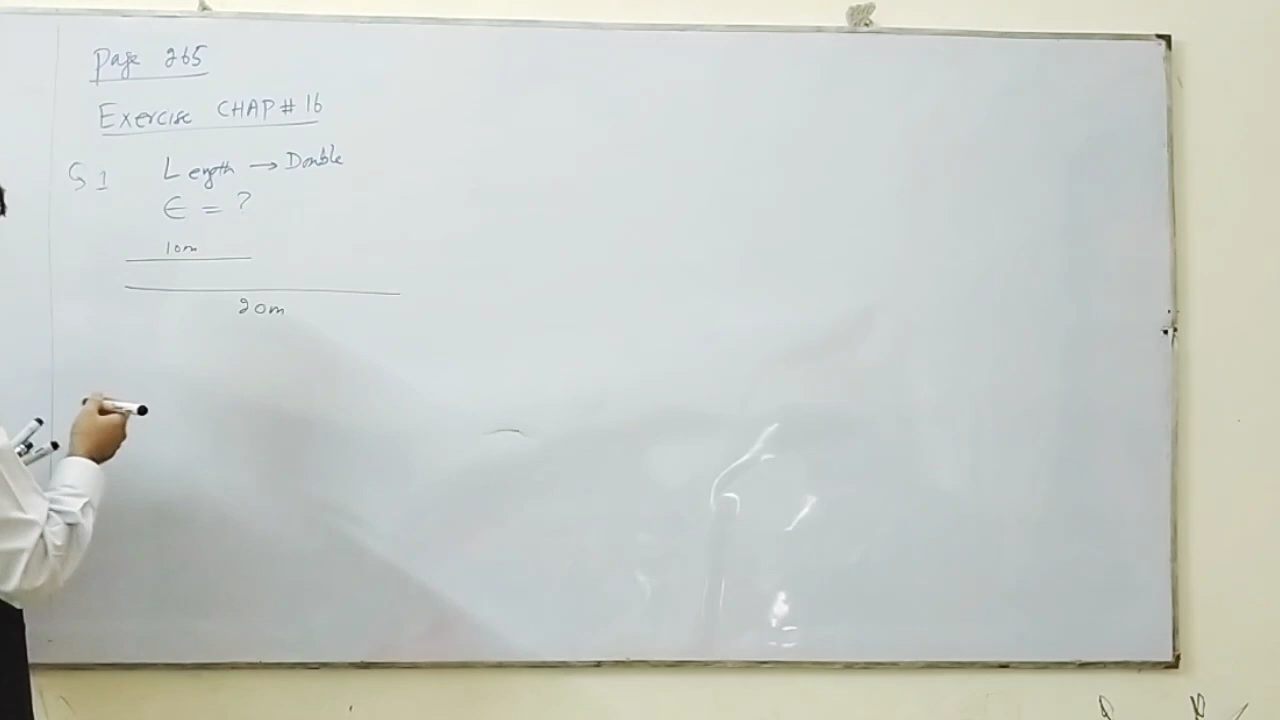 Page 265
Exercise CHAP # 16
Q 1 Length → Double
ϵ = ?
10m
20m